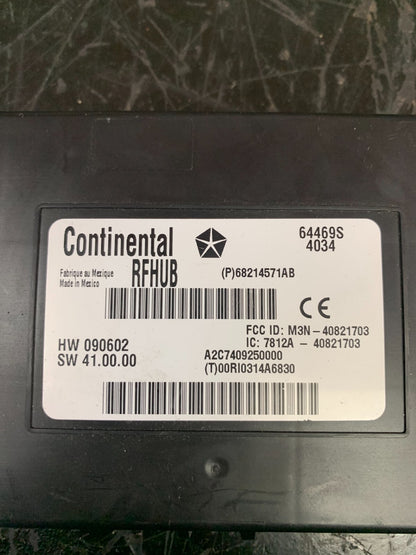 Continental
RFHUB
64469S
4034
Fabrique au Mexique
Made in Mexico
(P)68214571AB
CE
FCC ID: M3N-40821703
IC: 7812A - 40821703
HW 090602
SW 41.00.00
A2C7409250000
(T)00RI0314A6830